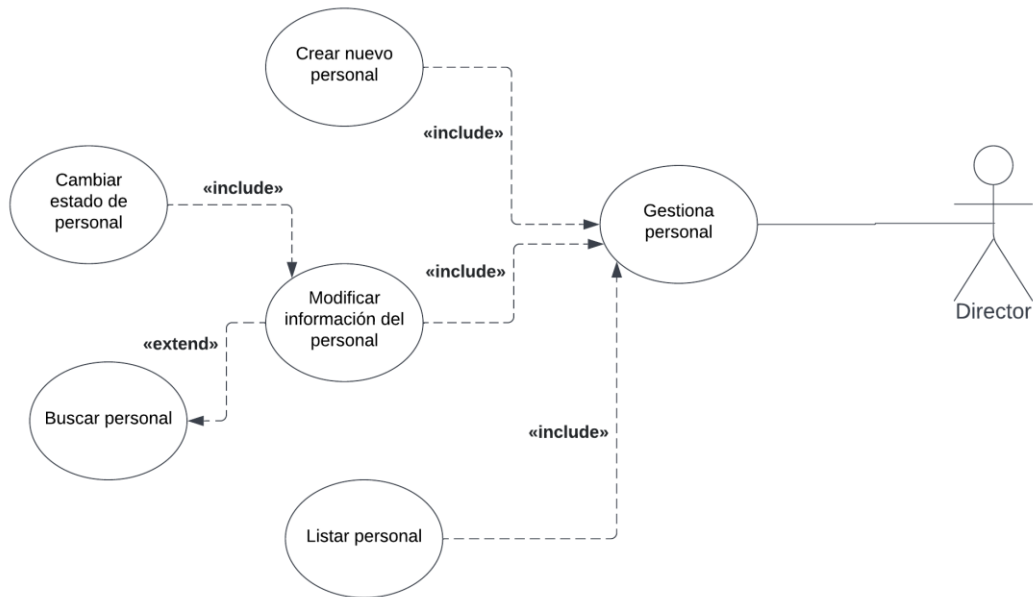 Crear nuevo
personal
«include»
Cambiar
estado de
personal
«include»
Gestiona
personal
«include»
Modificar
información del
personal
Director
«extend»
Buscar personal
«include»
Listar personal